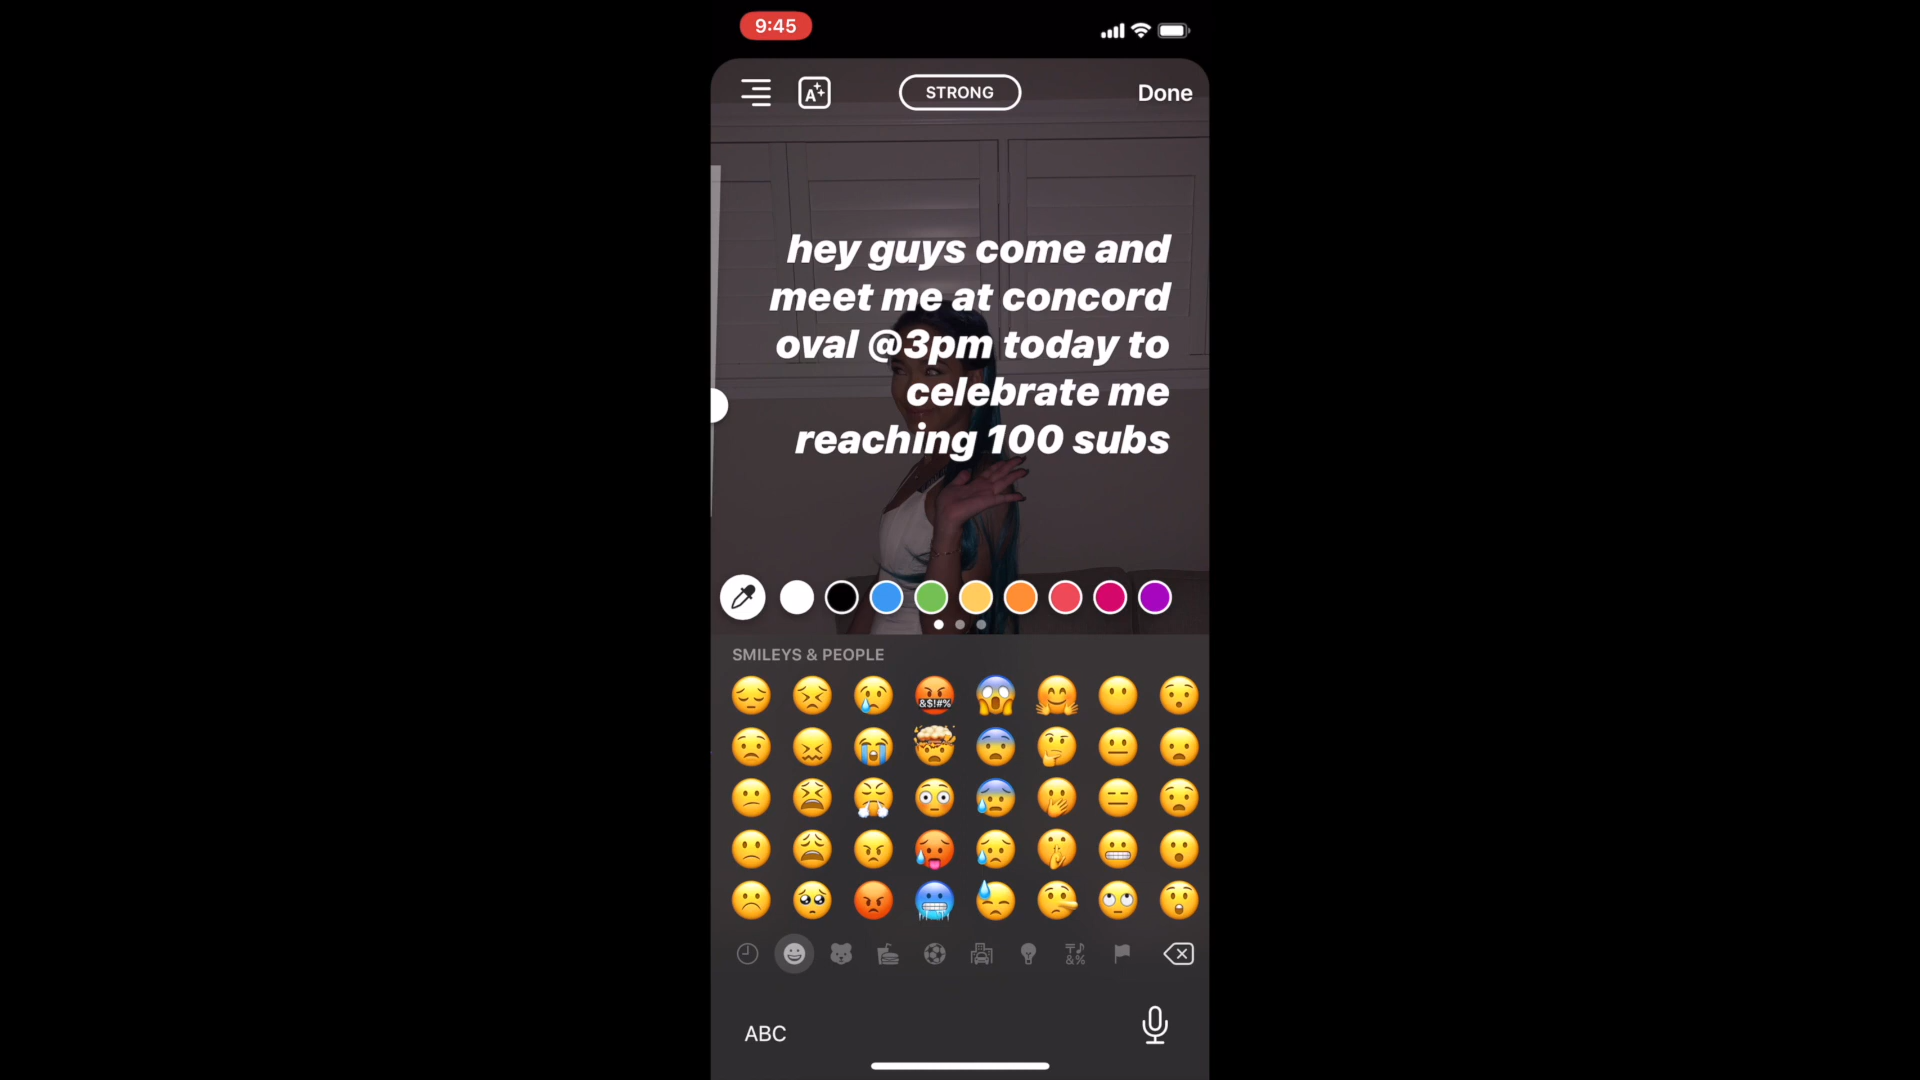 9:45
STRONG
Done
hey guys come and
meet me at concord
oval @3pm today to
celebrate me
reaching 100 subs
SMILEYS & PEOPLE
ABC